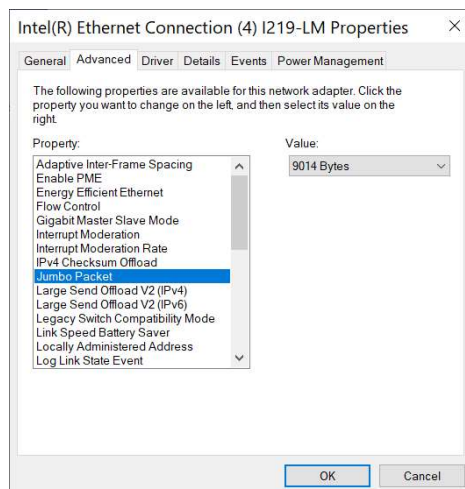 Intel(R) Ethernet Connection (4) I219-LM Properties
General Advanced Driver Details Events Power Management
The following properties are available for this network adapter. Click the
property you want to change on the left, and then select its value on the
right.
Property:
Value:
Adaptive Inter-Frame Spacing
9014 Bytes
Enable PME
Energy Efficient Ethernet
Flow Control
Gigabit Master Slave Mode
Interrupt Moderation
Interrupt Moderation Rate
IPv4 Checksum Offload
Jumbo Packet
Large Send Offload V2 (IPv4)
Large Send Offload V2 (IPv6)
Legacy Switch Compatibility Mode
Link Speed Battery Saver
Locally Administered Address
Log Link State Event
OK
Cancel